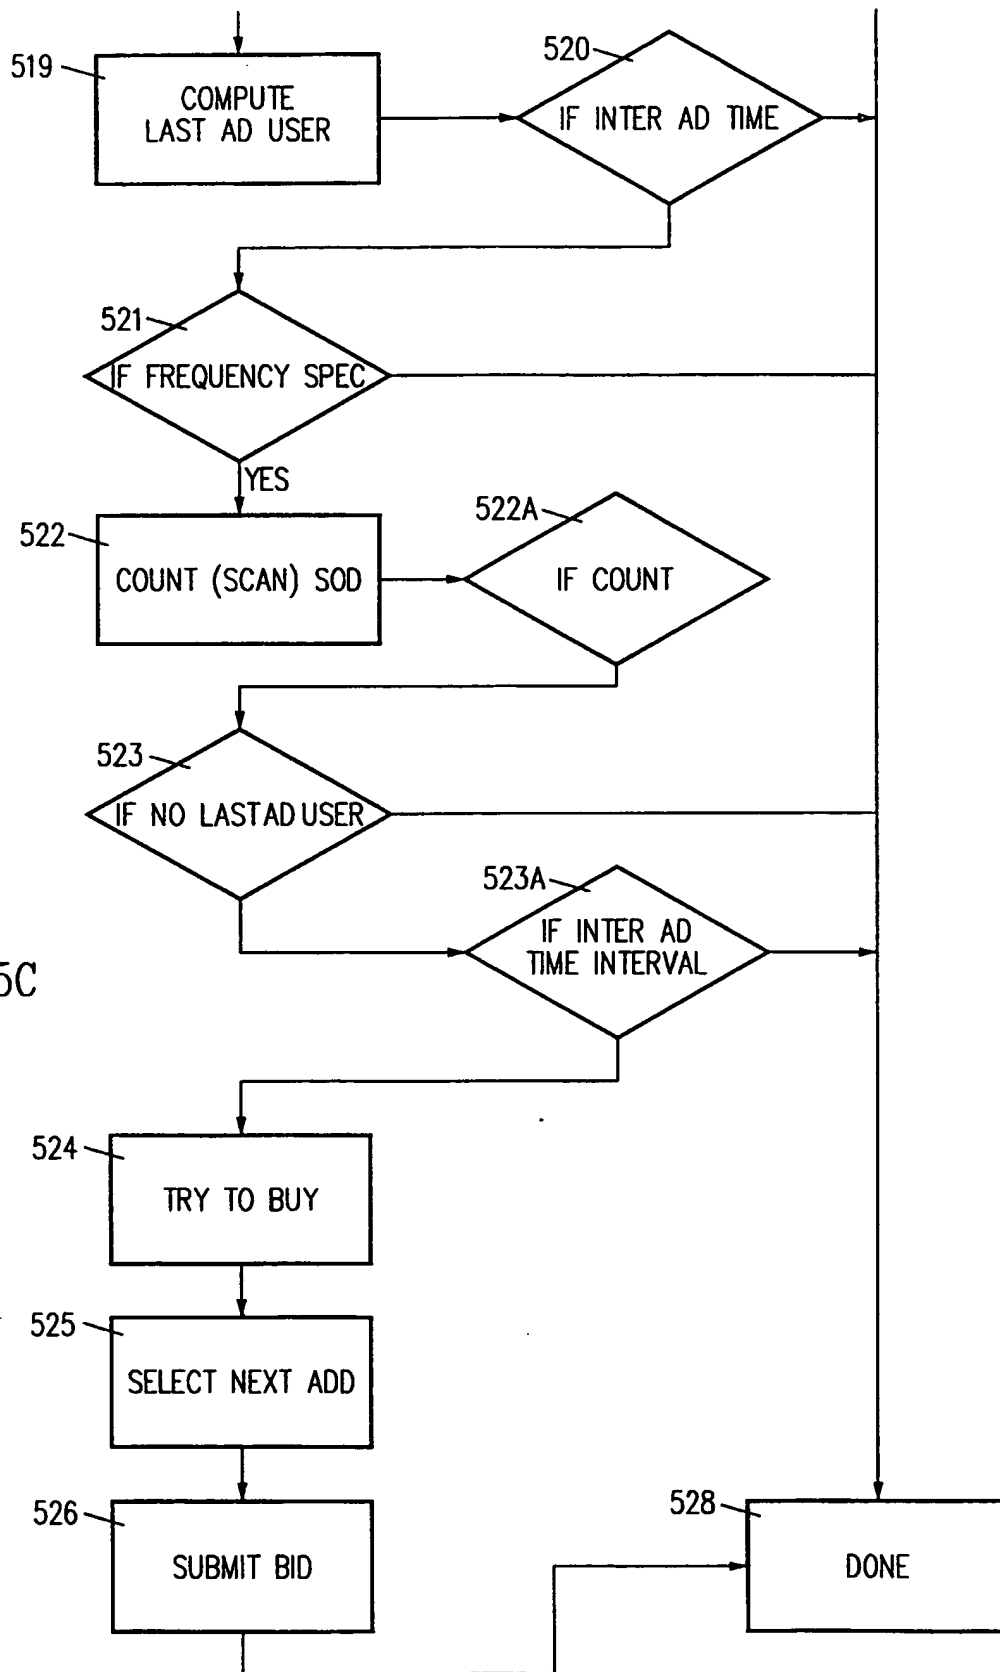 519
COMPUTE
LAST AD USER
520
IF INTER AD TIME
521
IF FREQUENCY SPEC
YES
522
COUNT (SCAN) SOD
522A
IF COUNT
523
IF NO LAST AD USER
523A
IF INTER AD
TIME INTERVAL
5C
524
TRY TO BUY
525
SELECT NEXT ADD
526
SUBMIT BID
528
DONE